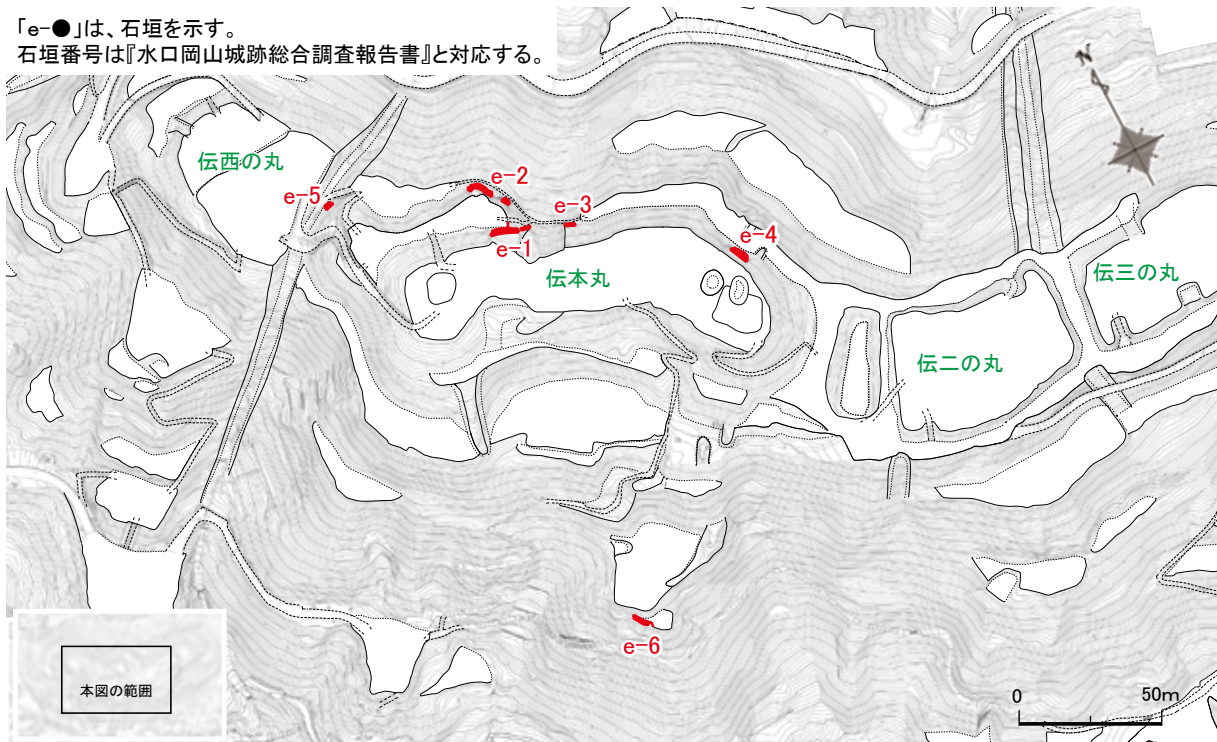 「e-●」は、石垣を示す。
石垣番号は『水口岡山城跡総合調査報告書』と対応する。
N
伝西の丸
e-5
e-2
e-3
e-1
e-4
伝本丸
伝三の丸
伝二の丸
e-6
本図の範囲
0
50m